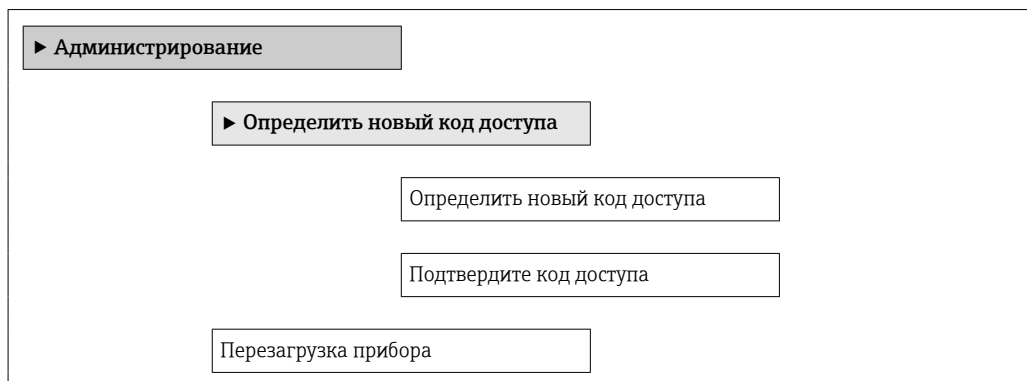 ▶ Администрирование
▶ Определить новый код доступа
Определить новый код доступа
Подтвердите код доступа
Перезагрузка прибора